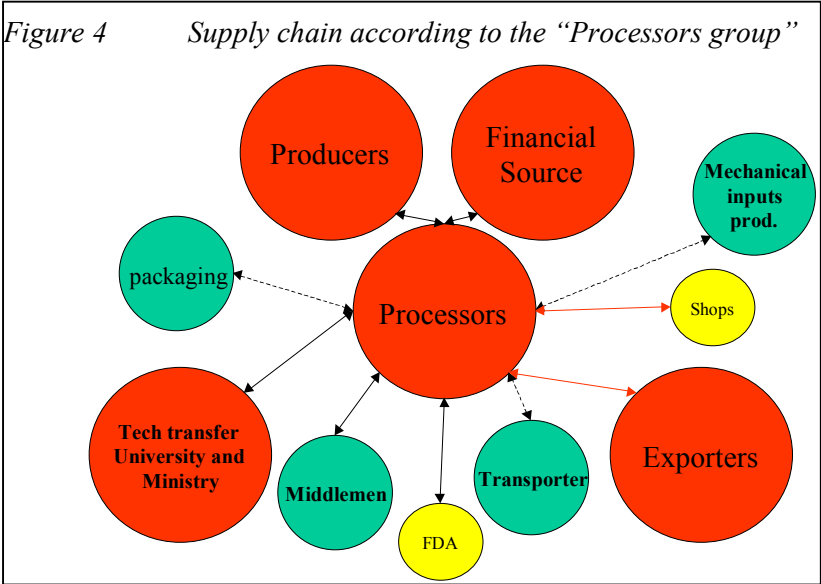 Figure 4 Supply chain according to the “Processors group”
Producers
Financial
Source
Mechanical
inputs
prod.
packaging
Processors
Shops
Tech transfer
University and
Ministry
Middlemen
Transporter
Exporters
FDA